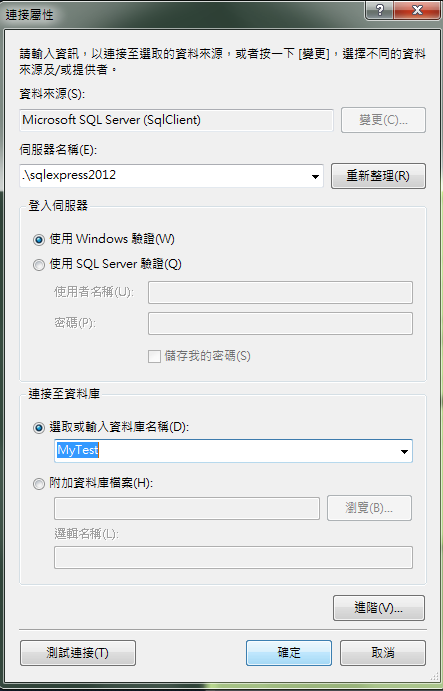 連接屬性
請輸入資訊，以連接至選取的資料來源，或者按一下 [變更]，選擇不同的資料
來源及/或提供者。
資料來源(S):
Microsoft SQL Server (SqlClient)
變更(C)...
伺服器名稱(E):
.\sqlexpress2012
重新整理(R)
登入伺服器
使用 Windows 驗證(W)
使用 SQL Server 驗證(Q)
使用者名稱(U):
密碼(P):
儲存我的密碼(S)
連接至資料庫
選取或輸入資料庫名稱(D):
MyTest
附加資料庫檔案(H):
瀏覽(B)...
邏輯名稱(L):
進階(V)...
測試連接(T)
確定
取消